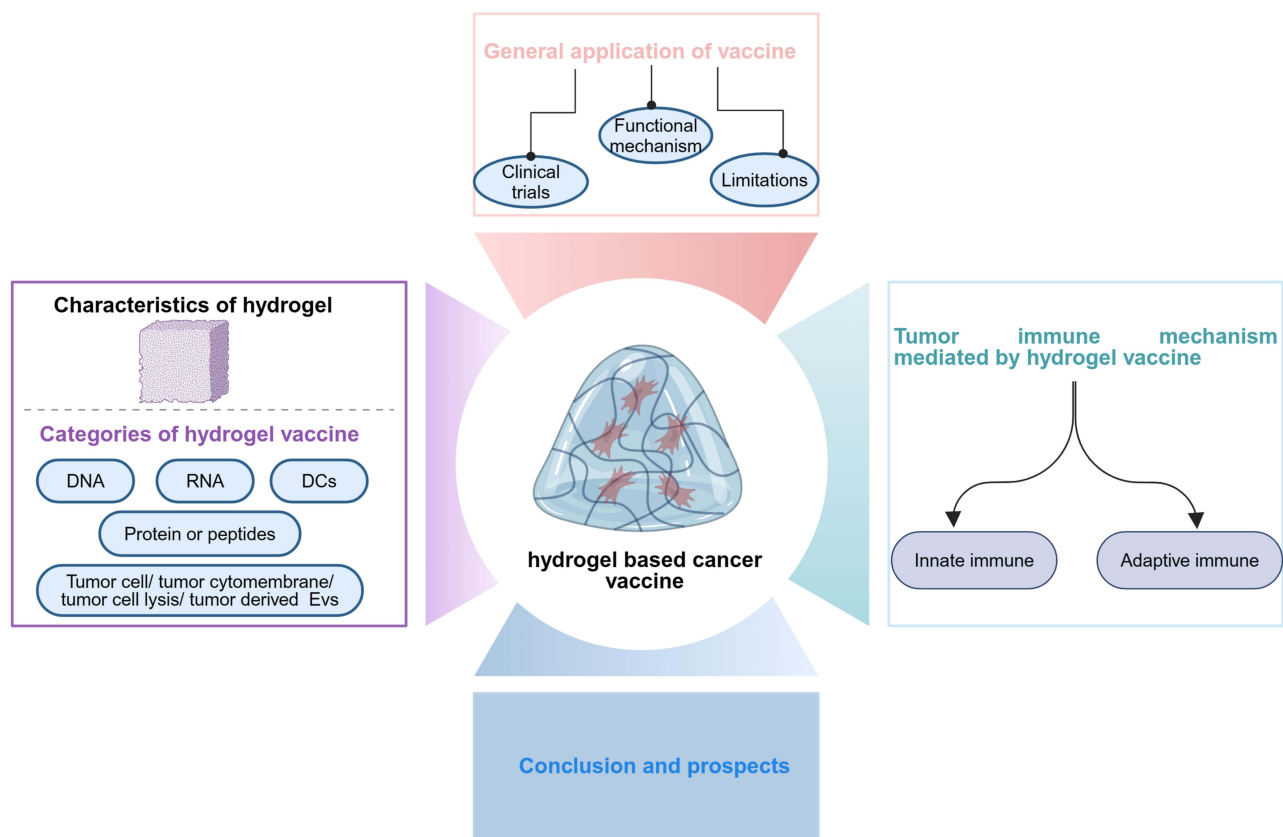 General application of vaccine
Functional
mechanism
Clinical
trials
Limitations
Characteristics of hydrogel
Categories of hydrogel vaccine
DNA
RNA
DCs
Protein or peptides
Tumor cell/ tumor cytomembrane/
tumor cell lysis/ tumor derived Evs
hydrogel based cancer
vaccine
Tumor immune mechanism
mediated by hydrogel vaccine
Innate immune
Adaptive immune
Conclusion and prospects